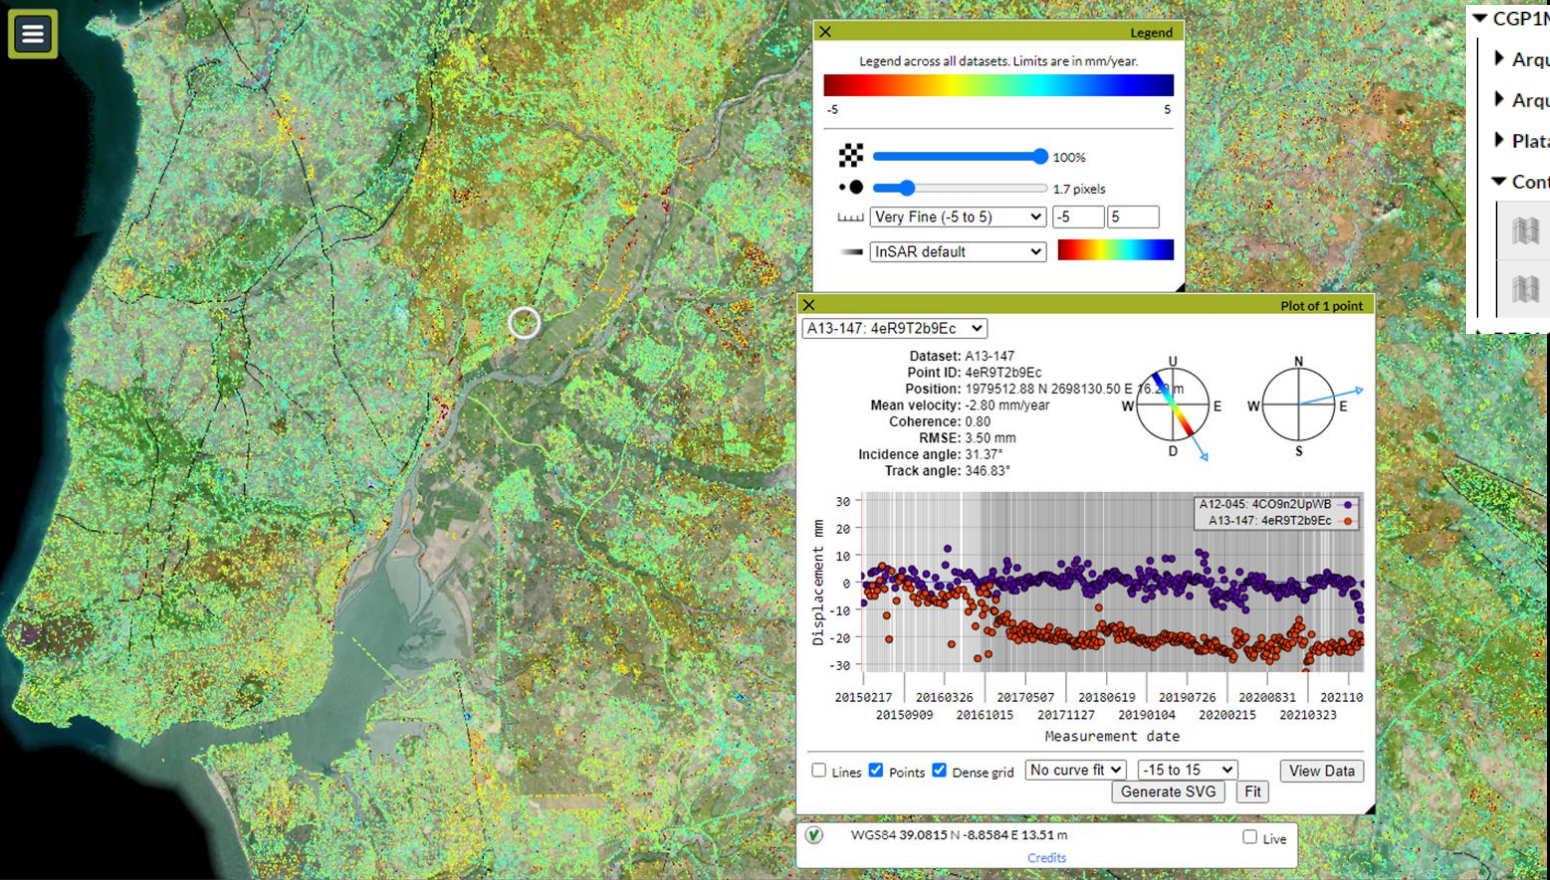 Legend
Legend across all datasets. Limits are in mm/year.
-5 5
100%
1.7 pixels
Very Fine (-5 to 5) -5 5
InSAR default
Plot of 1 point
A13-147: 4eR9T2b9Ec
Dataset: A13-147
Point ID: 4eR9T2b9Ec
Position: 1979512.88 N 2698130.50 E m
Mean velocity: -2.80 mm/year
Coherence: 0.80
RMSE: 3.50 mm
Incidence angle: 31.37°
Track angle: 346.83°
U
W E
D
N
W E
S
A12-045: 4CO9n2UpWB
A13-147: 4eR9T2b9Ec
Displacement mm
30
20
10
0
-10
-20
-30
20150217 20160326 20170507 20180619 20190726 20200831 202110
20150909 20161015 20171127 20190104 20200215 20210323
Measurement date
Lines Points Dense grid No curve fit -15 to 15 View Data
Generate SVG Fit
WGS84 39.0815 N -8.8584 E 13.51 m Live
Credits
CGP1
Arqu
Arqu
Plat
Cont